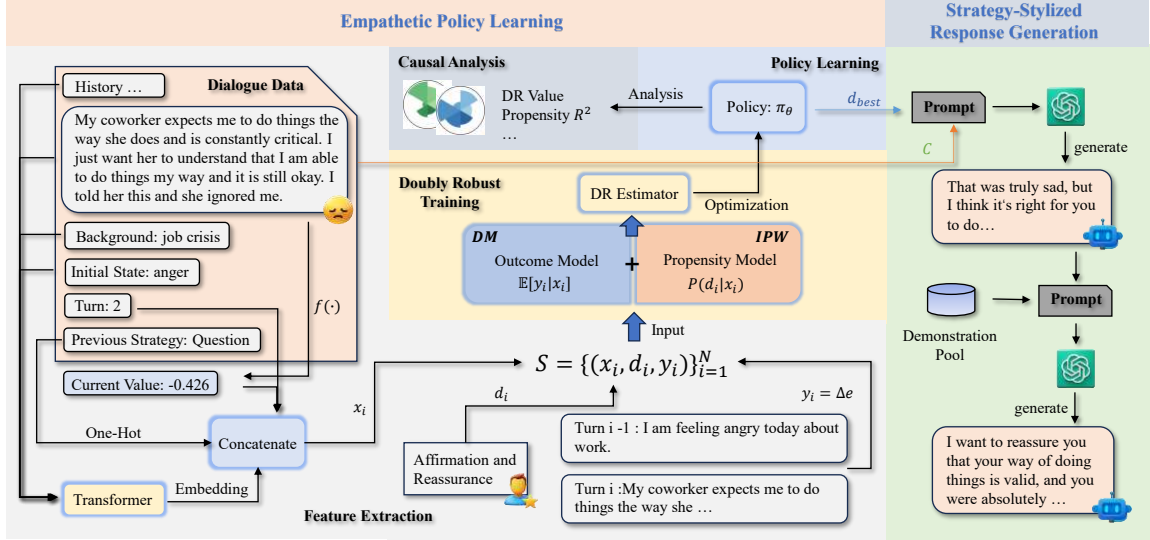 Empathetic Policy Learning
Strategy-Stylized
Response Generation
Dialogue Data
History …
My coworker expects me to do things the
way she does and is constantly critical. I
just want her to understand that I am able
to do things my way and it is still okay. I
told her this and she ignored me.
Background: job crisis
Initial State: anger
Turn: 2
Previous Strategy: Question
Current Value: -0.426
f(·)
One-Hot
Concatenate
Transformer
Embedding
x_i
Feature Extraction
Causal Analysis
DR Value
Propensity R²
…
Analysis
Policy Learning
Policy: π_θ
d_best
C
Doubly Robust
Training
DR Estimator
Optimization
DM
Outcome Model
𝔼[y_i|x_i]
+
IPW
Propensity Model
P(d_i|x_i)
Input
S = {(x_i, d_i, y_i)}_{i=1}^{N}
d_i
y_i = Δe
Affirmation and
Reassurance
Turn i -1 : I am feeling angry today about
work.
Turn i :My coworker expects me to do
things the way she …
Prompt
generate
That was truly sad, but
I think it's right for you
to do…
Demonstration
Pool
Prompt
generate
I want to reassure you
that your way of doing
things is valid, and you
were absolutely …